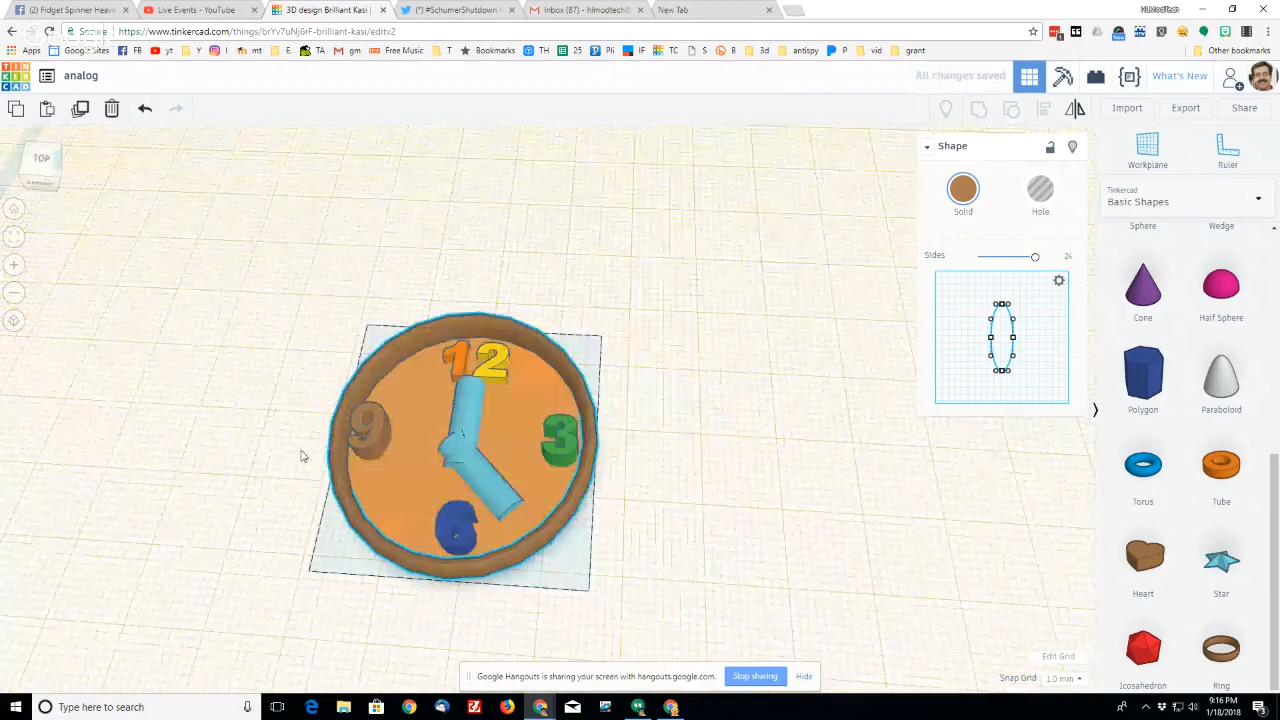 (2) Fidget Spinner Heav
Live Events - YouTube
3D design Brilliant Kasi |
(*) #SchumerShutdown
Inbox (87) - hlmodtech@
New Tab
HLModTech
Secure
https://www.tinkercad.com/things/brYv7uNj6rF-brilliant-kasi/editv2
Apps
FB
yt
I
mt
E.
TA
IM
Free Music
T
Bookmarks
TH
25
Pii
IF
TC
D
B
3d
antispy
P
vid
grant
Other bookmarks
TIN
KER
CAD
analog
All changes saved
What's New
Import
Export
Share
TOP
Shape
Solid
Hole
Sides
24
Workplane
Ruler
Tinkercad
Basic Shapes
Sphere
Wedge
Cone
Half Sphere
Polygon
Paraboloid
Torus
Tube
Heart
Star
Icosahedron
Ring
12
9
3
6
Edit Grid
Snap Grid 1.0 mm
Google Hangouts is sharing your screen with hangouts.google.com.
Stop sharing
Hide
Type here to search
9:16 PM
1/18/2018